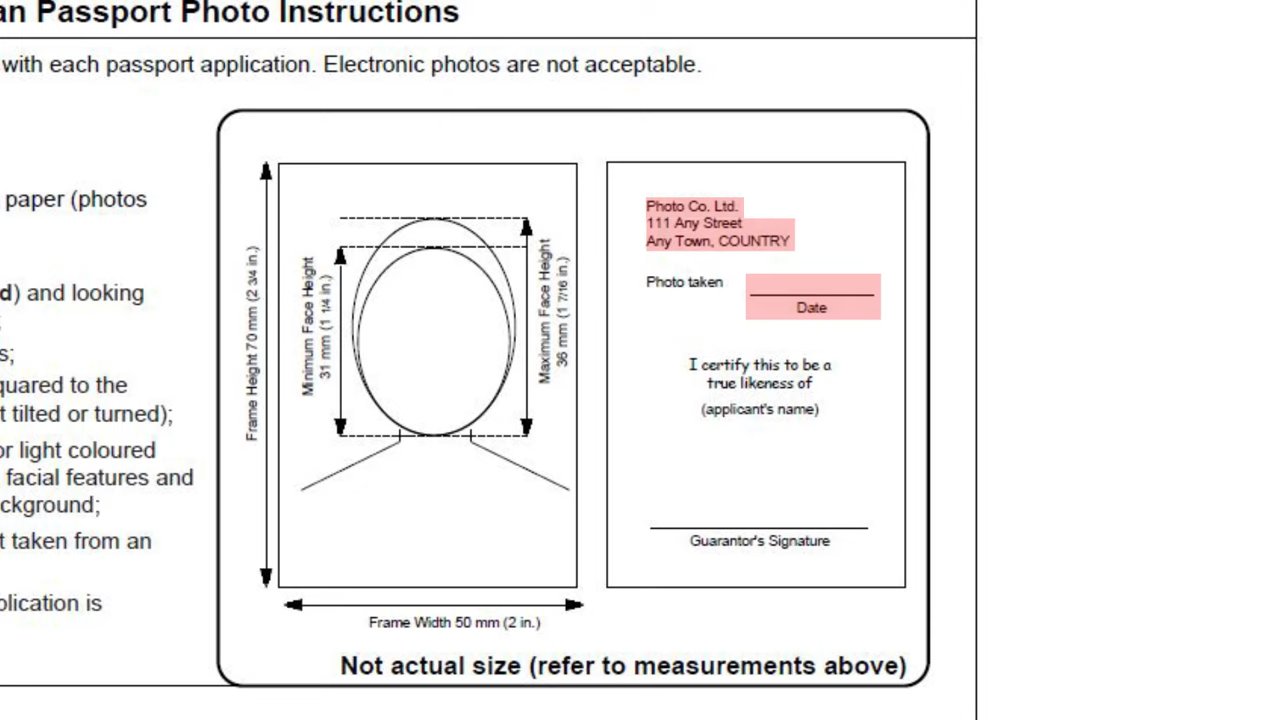 an Passport Photo Instructions
with each passport application. Electronic photos are not acceptable.
paper (photos
d) and looking
;
s;
quared to the
t tilted or turned);
or light coloured
facial features and
ckground;
t taken from an
plication is
Frame Height 70 mm (2 3/4 in.)
Minimum Face Height
31 mm (1 1/4 in.)
Maximum Face Height
36 mm (1 7/16 in.)
Frame Width 50 mm (2 in.)
Photo Co. Ltd.
111 Any Street
Any Town, COUNTRY
Photo taken
Date
I certify this to be a
true likeness of
(applicant's name)
Guarantor's Signature
Not actual size (refer to measurements above)